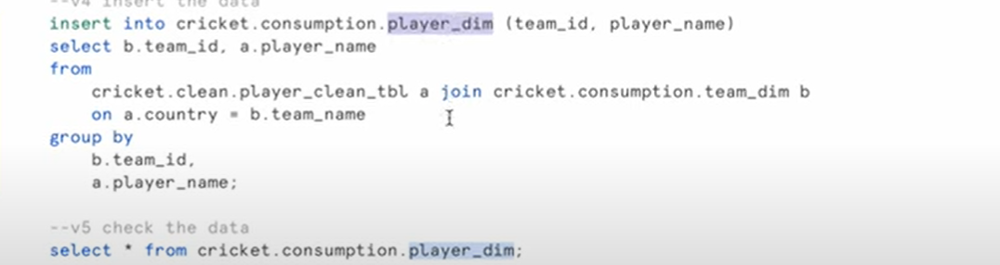 --v4 insert the data
insert into cricket.consumption.player_dim (team_id, player_name)
select b.team_id, a.player_name
from
cricket.clean.player_clean_tbl a join cricket.consumption.team_dim b
on a.country = b.team_name
group by
b.team_id,
a.player_name;
--v5 check the data
select * from cricket.consumption.player_dim;